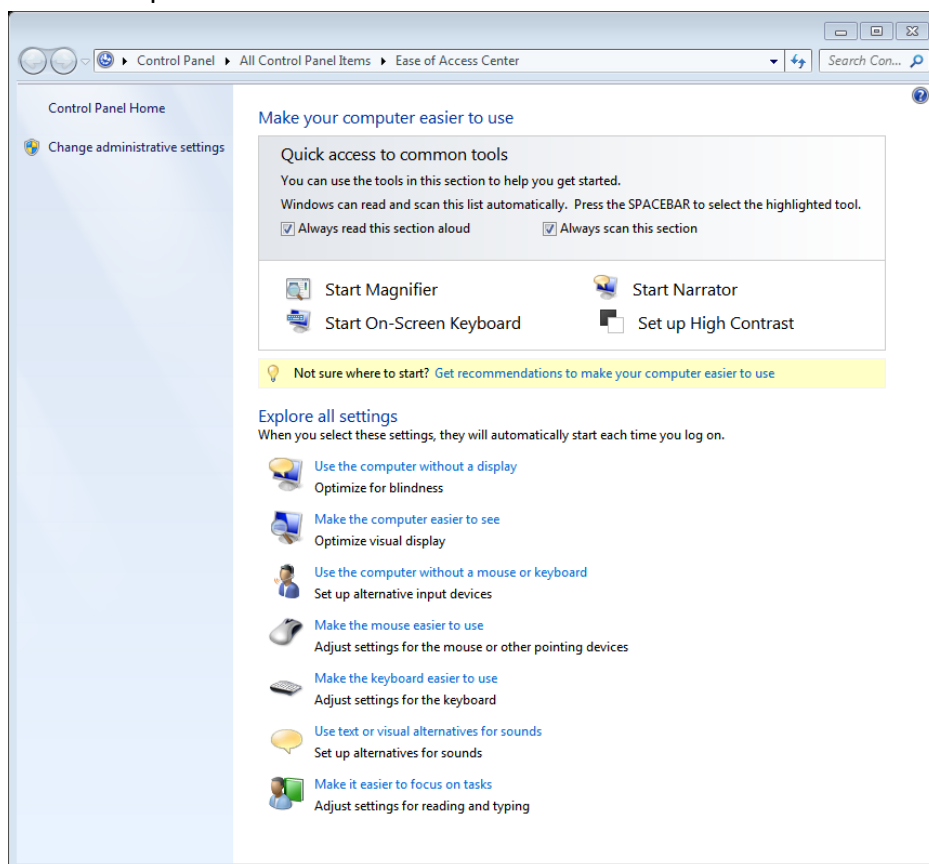 Control Panel ▸ All Control Panel Items ▸ Ease of Access Center
Search Con...
Control Panel Home
Change administrative settings
Make your computer easier to use
Quick access to common tools
You can use the tools in this section to help you get started.
Windows can read and scan this list automatically. Press the SPACEBAR to select the highlighted tool.
Always read this section aloud
Always scan this section
Start Magnifier
Start Narrator
Start On-Screen Keyboard
Set up High Contrast
Not sure where to start? Get recommendations to make your computer easier to use
Explore all settings
When you select these settings, they will automatically start each time you log on.
Use the computer without a display
Optimize for blindness
Make the computer easier to see
Optimize visual display
Use the computer without a mouse or keyboard
Set up alternative input devices
Make the mouse easier to use
Adjust settings for the mouse or other pointing devices
Make the keyboard easier to use
Adjust settings for the keyboard
Use text or visual alternatives for sounds
Set up alternatives for sounds
Make it easier to focus on tasks
Adjust settings for reading and typing